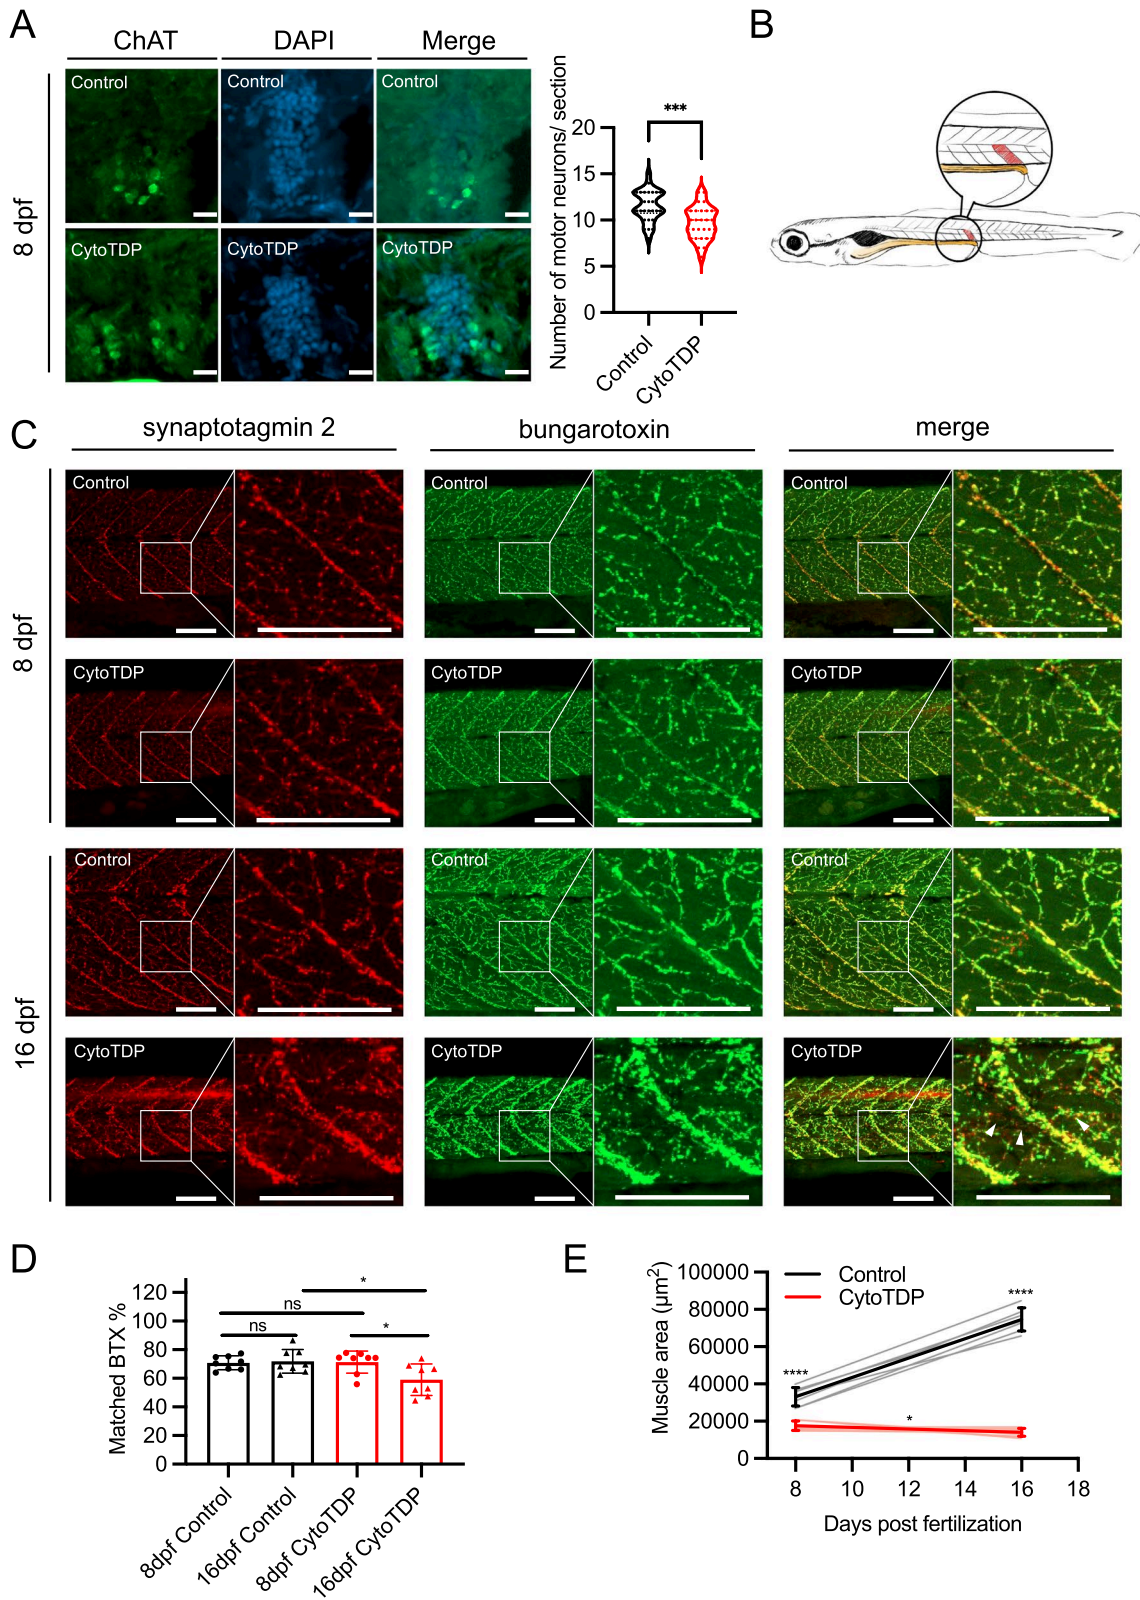 A
ChAT
DAPI
Merge
8 dpf
Control
Control
Control
CytoTDP
CytoTDP
CytoTDP
Number of motor neurons/ section
20
15
10
5
0
***
Control
CytoTDP
B
C
synaptotagmin 2
bungarotoxin
merge
8 dpf
Control
Control
Control
CytoTDP
CytoTDP
CytoTDP
16 dpf
Control
Control
Control
CytoTDP
CytoTDP
CytoTDP
D
Matched BTX %
120
100
80
60
40
20
0
*
ns
ns
*
8dpf Control
16dpf Control
8dpf CytoTDP
16dpf CytoTDP
E
Muscle area (µm²)
100000
80000
60000
40000
20000
0
Control
CytoTDP
****
****
*
8
10
12
14
16
18
Days post fertilization